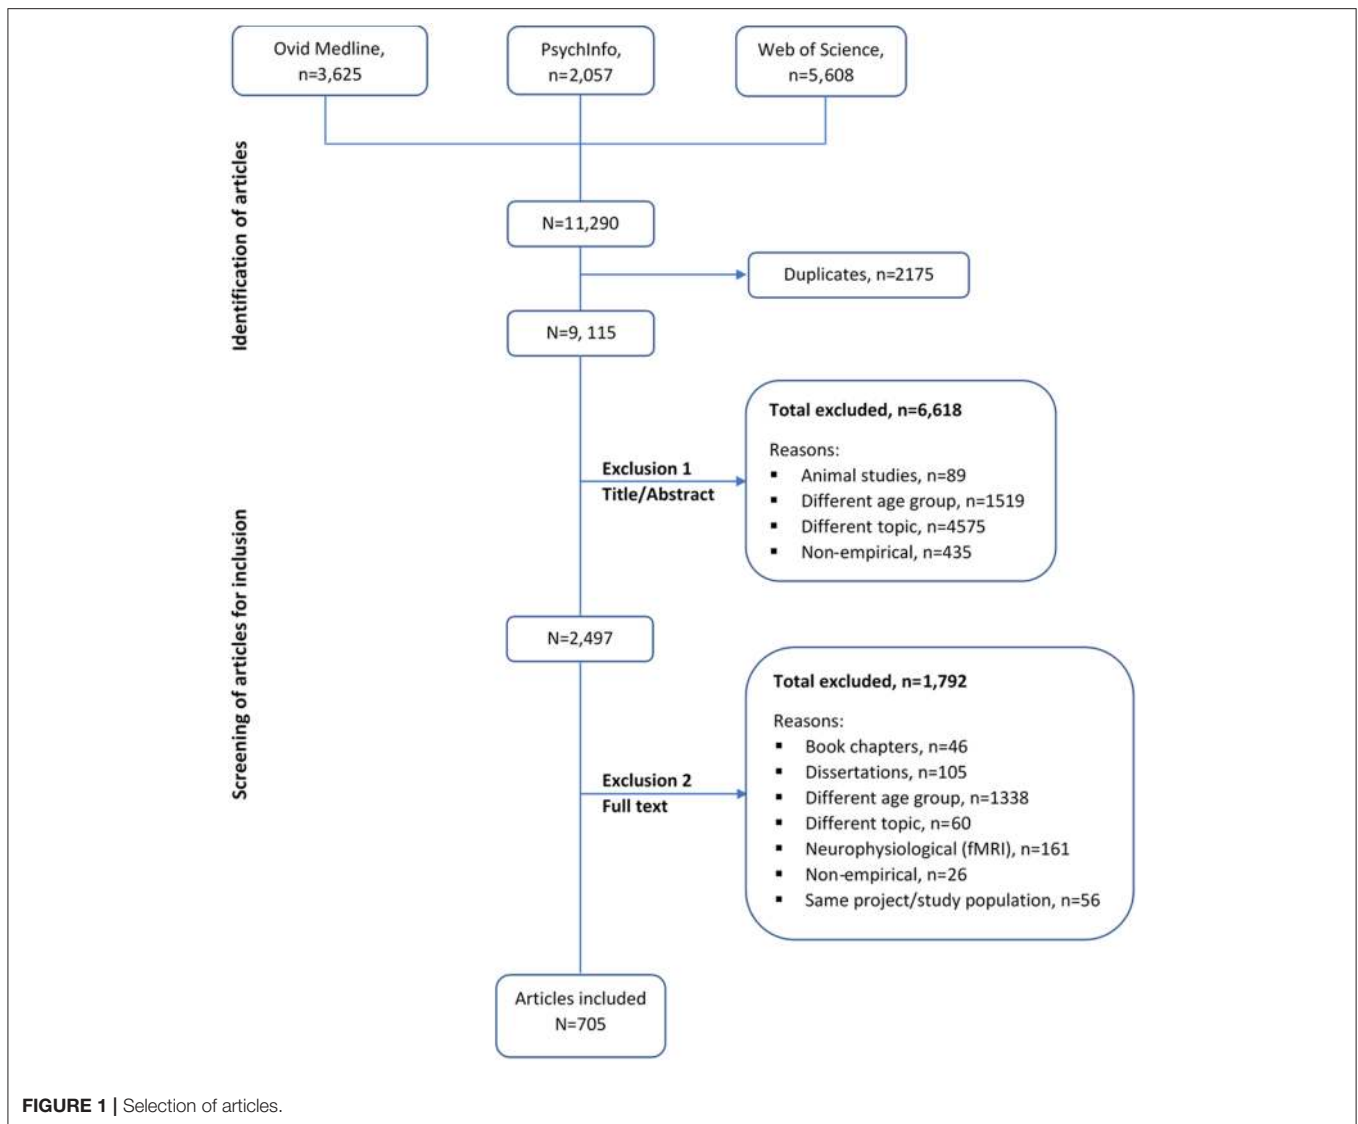 Ovid Medline,
n=3,625
PsychInfo,
n=2,057
Web of Science,
n=5,608
Identification of articles
N=11,290
Duplicates, n=2175
N=9, 115
Screening of articles for inclusion
Exclusion 1
Title/Abstract
Total excluded, n=6,618
Reasons:
▪ Animal studies, n=89
▪ Different age group, n=1519
▪ Different topic, n=4575
▪ Non-empirical, n=435
N=2,497
Exclusion 2
Full text
Total excluded, n=1,792
Reasons:
▪ Book chapters, n=46
▪ Dissertations, n=105
▪ Different age group, n=1338
▪ Different topic, n=60
▪ Neurophysiological (fMRI), n=161
▪ Non-empirical, n=26
▪ Same project/study population, n=56
Articles included
N=705
FIGURE 1 | Selection of articles.